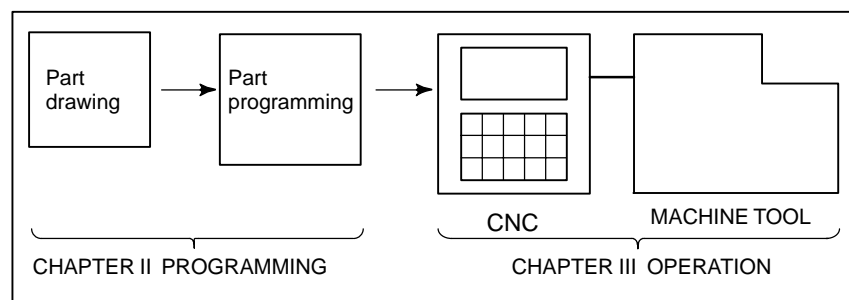 Part
drawing
Part
programming
CNC
MACHINE TOOL
CHAPTER II PROGRAMMING
CHAPTER III OPERATION